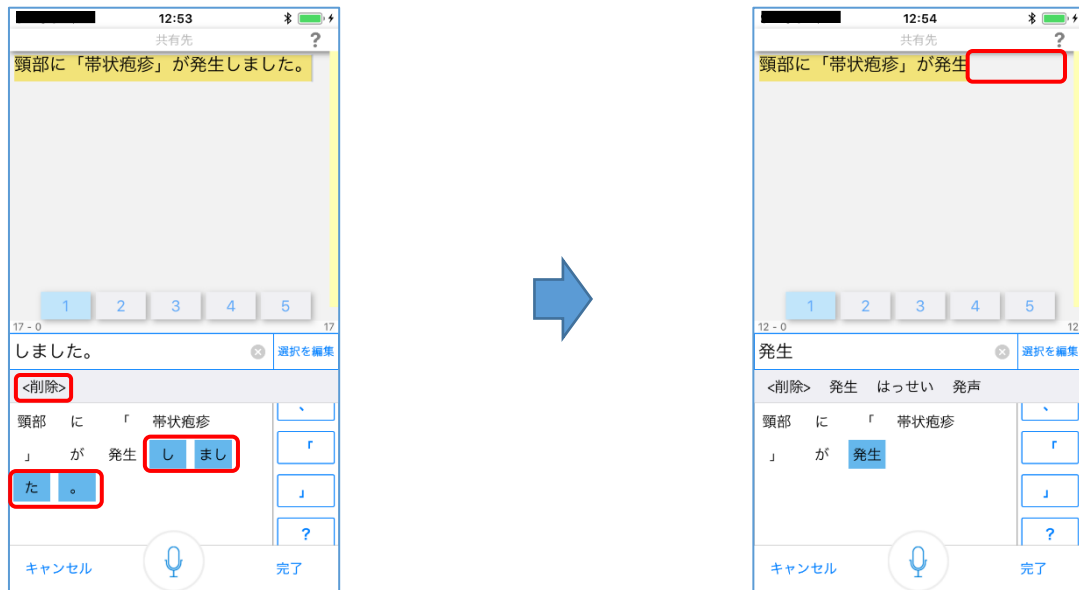 12:53
共有先 ?
頸部に「帯状疱疹」が発生しました。
1 2 3 4 5
17 - 0 17
しました。 選択を編集
<削除>
頸部 に 「 帯状疱疹
」 が 発生 し まし
た 。
、
「
」
?
キャンセル 完了
12:54
共有先 ?
頸部に「帯状疱疹」が発生
1 2 3 4 5
12 - 0 12
発生 選択を編集
<削除> 発生 はっせい 発声
頸部 に 「 帯状疱疹
」 が 発生
、
「
」
?
キャンセル 完了